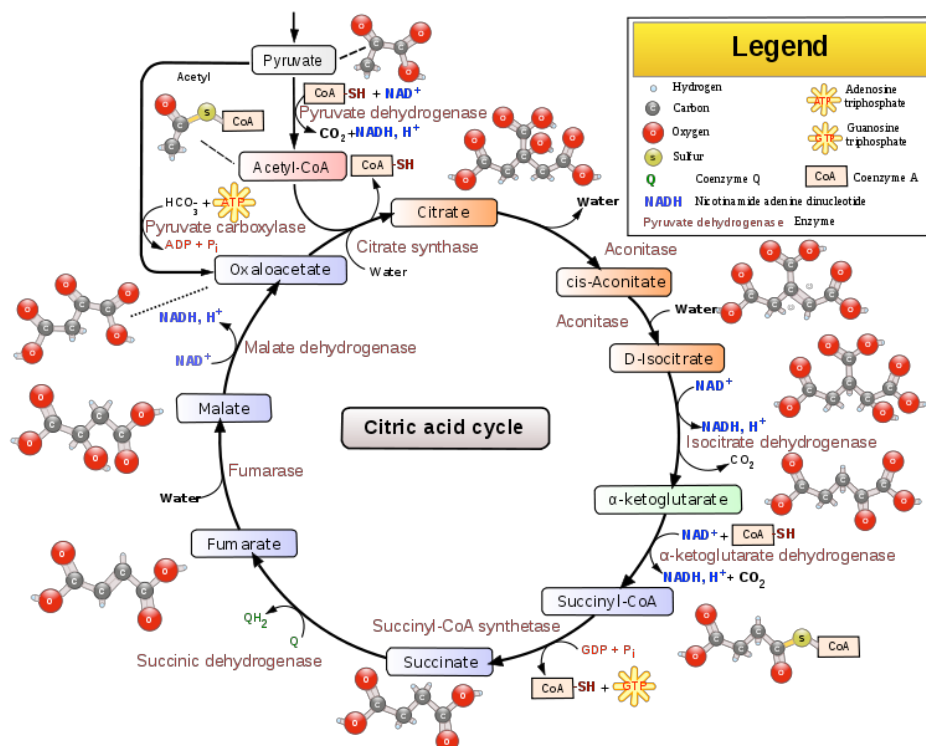 Legend
Hydrogen
Carbon
Oxygen
Sulfur
Q Coenzyme Q
ATP Adenosine triphosphate
GTP Guanosine triphosphate
CoA Coenzyme A
NADH Nicotinamide adenine dinucleotide
Pyruvate dehydrogenase Enzyme
Pyruvate
Acetyl
S CoA
CoA-SH + NAD⁺
Pyruvate dehydrogenase
CO₂ + NADH, H⁺
Acetyl-CoA
CoA-SH
HCO₃⁻ + ATP
Pyruvate carboxylase
ADP + Pi
Oxaloacetate
Citrate synthase
Water
Citrate
Water
Aconitase
cis-Aconitate
Aconitase
Water
D-Isocitrate
NAD⁺
NADH, H⁺
Isocitrate dehydrogenase
CO₂
α-ketoglutarate
NAD⁺ + CoA-SH
α-ketoglutarate dehydrogenase
NADH, H⁺ + CO₂
Succinyl-CoA
S CoA
Succinyl-CoA synthetase
GDP + Pi
CoA-SH + GTP
Succinate
QH₂
Q
Succinic dehydrogenase
Fumarate
Water
Fumarase
Malate
NAD⁺
Malate dehydrogenase
NADH, H⁺
Citric acid cycle